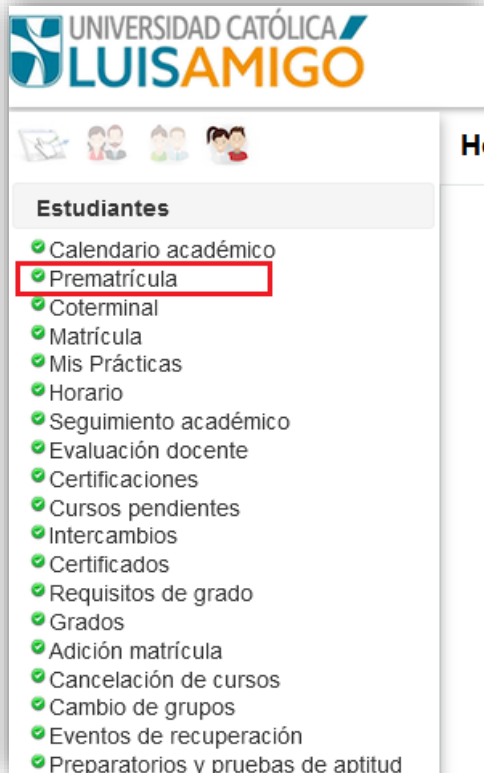 UNIVERSIDAD CATÓLICA
LUISAMIGÓ
Estudiantes
Calendario académico
Prematrícula
Coterminal
Matrícula
Mis Prácticas
Horario
Seguimiento académico
Evaluación docente
Certificaciones
Cursos pendientes
Intercambios
Certificados
Requisitos de grado
Grados
Adición matrícula
Cancelación de cursos
Cambio de grupos
Eventos de recuperación
Preparatorios y pruebas de aptitud